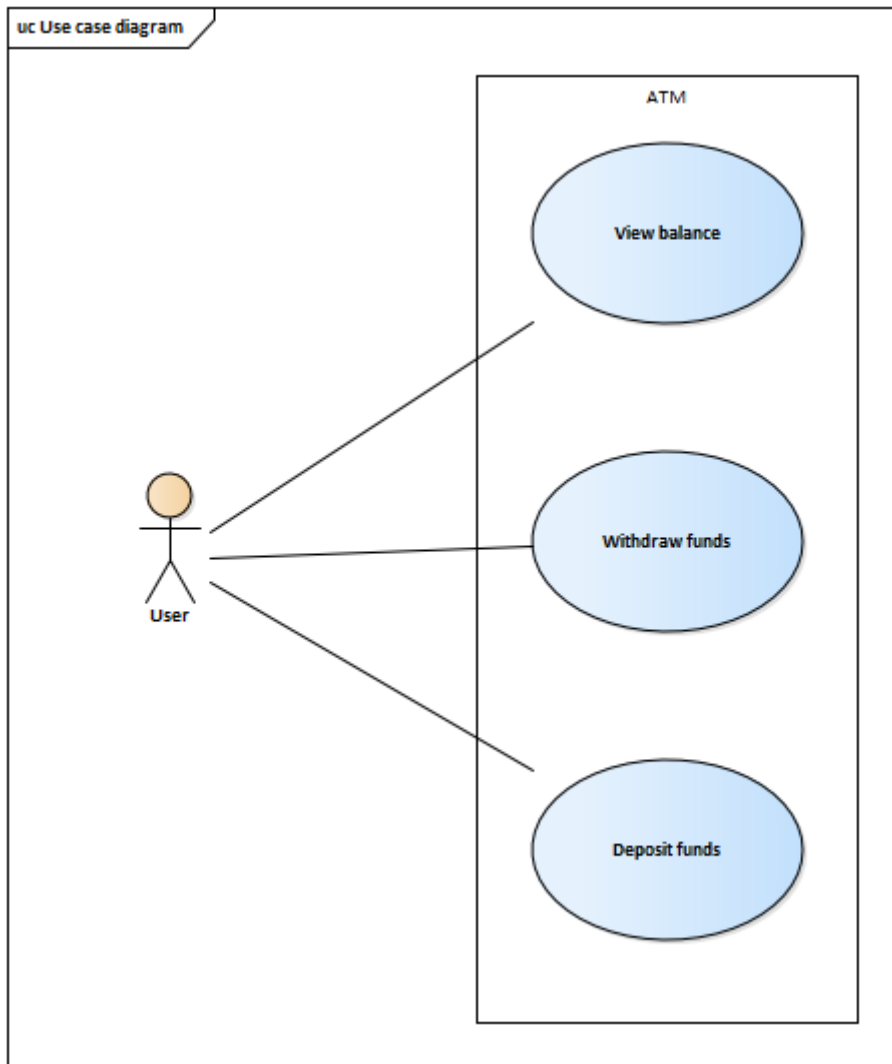 uc Use case diagram
ATM
View balance
Withdraw funds
User
Deposit funds